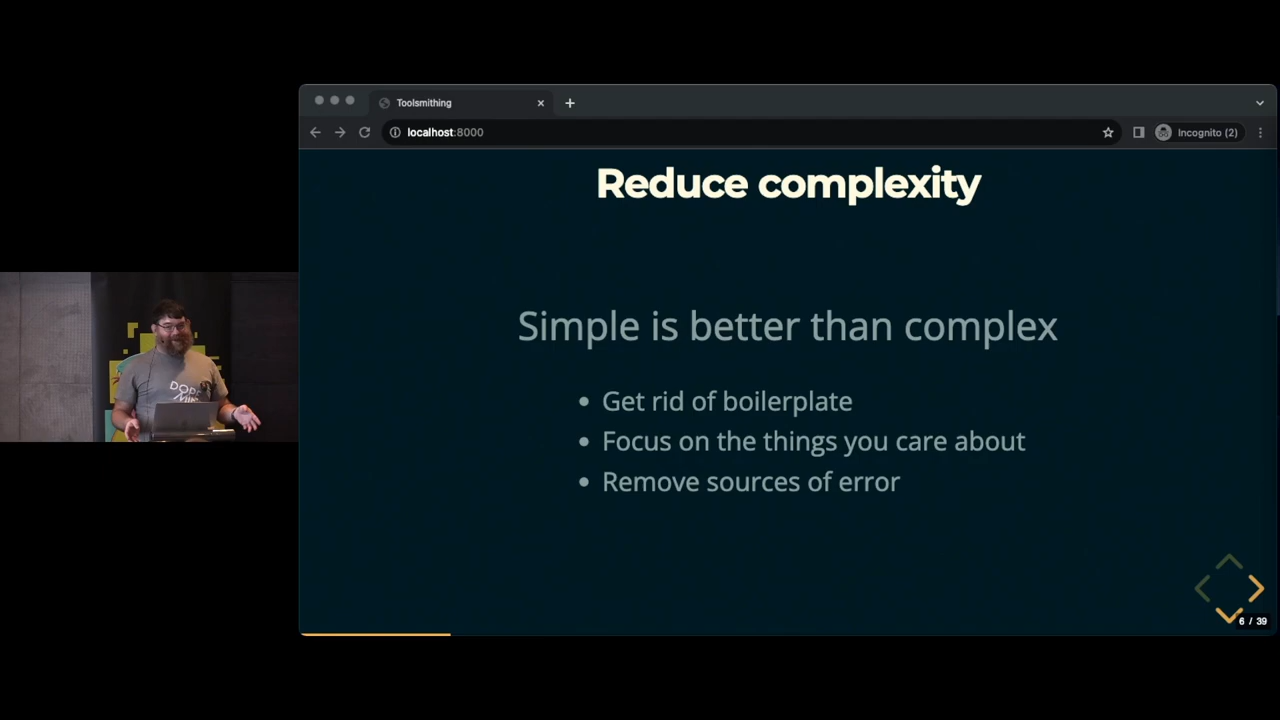 Toolsmithing
localhost:8000
Incognito (2)
Reduce complexity
Simple is better than complex
Get rid of boilerplate
Focus on the things you care about
Remove sources of error
6 / 39